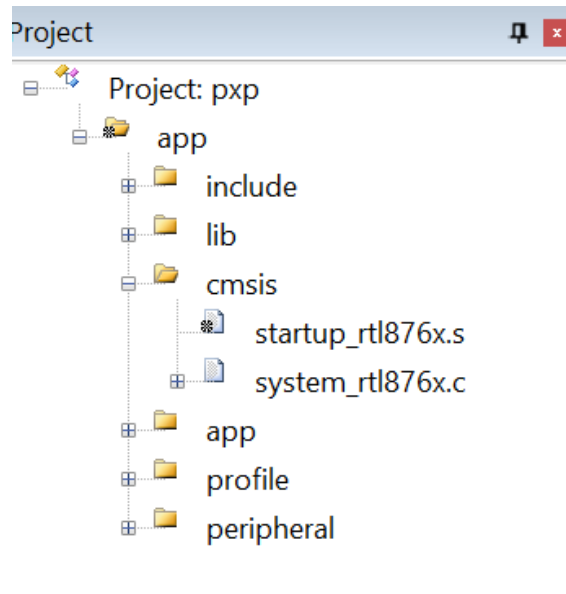 Project
Project: pxp
app
include
lib
cmsis
startup_rtl876x.s
system_rtl876x.c
app
profile
peripheral